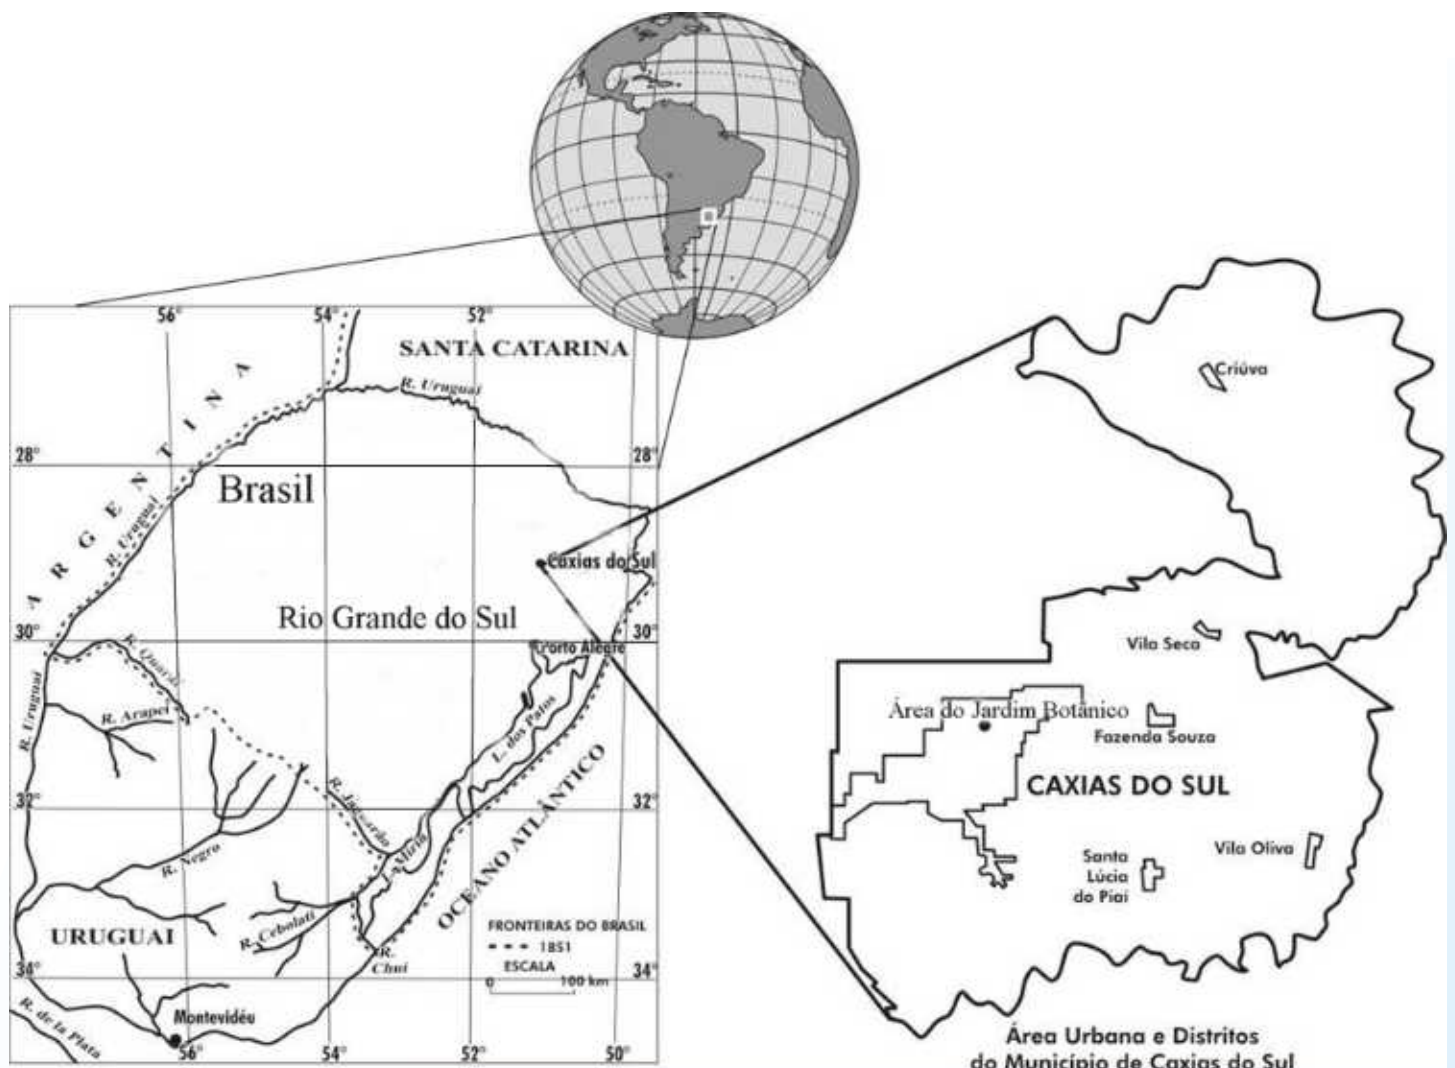 56°
54°
52°
SANTA CATARINA
R. Uruguai
ARGENTINA
28°
28°
Brasil
R. Uruguai
Caxias do Sul
Rio Grande do Sul
30°
30°
Porto Alegre
R. Quaraí
R. Uruguai
R. Arapei
L. dos Patos
32°
32°
R. Jaguarão
Mirin
R. Negro
OCEANO ATLÂNTICO
R. Cebolati
URUGUAI
FRONTEIRAS DO BRASIL
1851
ESCALA
0 100 km
R.
Chuí
34°
34°
R. de la Plata
Montevidéu
56°
54°
52°
50°
Criúva
Vila Seca
Área do Jardim Botânico
Fazenda Souza
CAXIAS DO SUL
Vila Oliva
Santa
Lúcia
do Piaí
Área Urbana e Distritos
do Município de Caxias do Sul